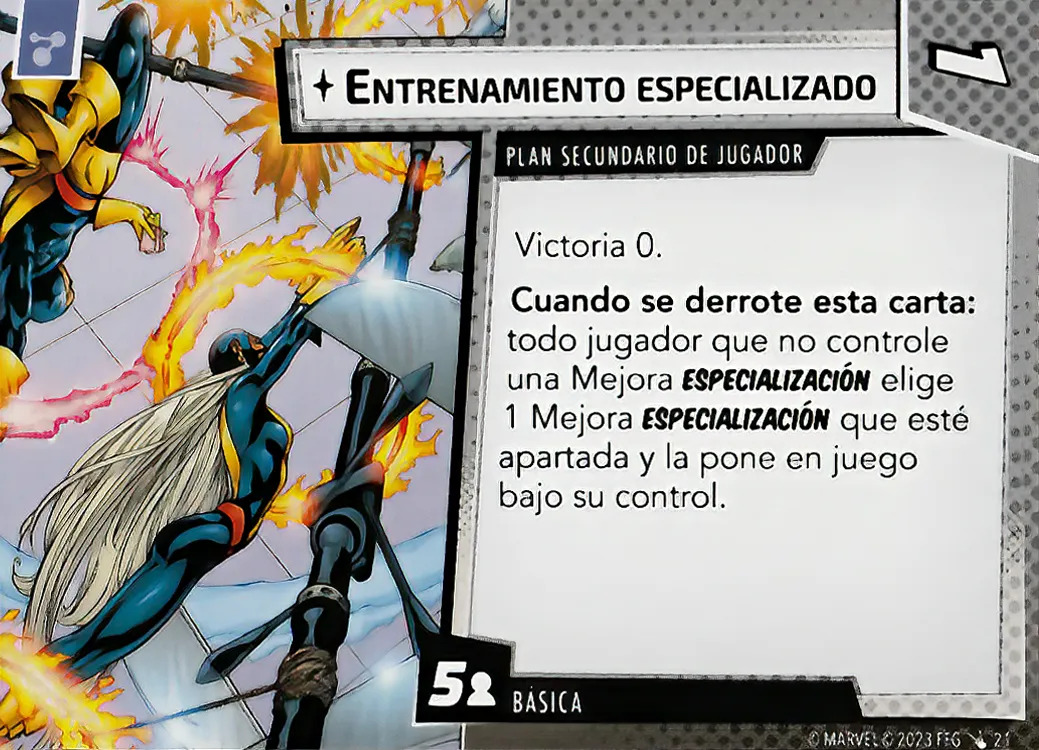 ENTRENAMIENTO ESPECIALIZADO
1
PLAN SECUNDARIO DE JUGADOR
Victoria 0.
Cuando se derrote esta carta:
todo jugador que no controle
una Mejora ESPECIALIZACIÓN elige
1 Mejora ESPECIALIZACIÓN que esté
apartada y la pone en juego
bajo su control.
5
BÁSICA
© MARVEL © 2023 FFG 21